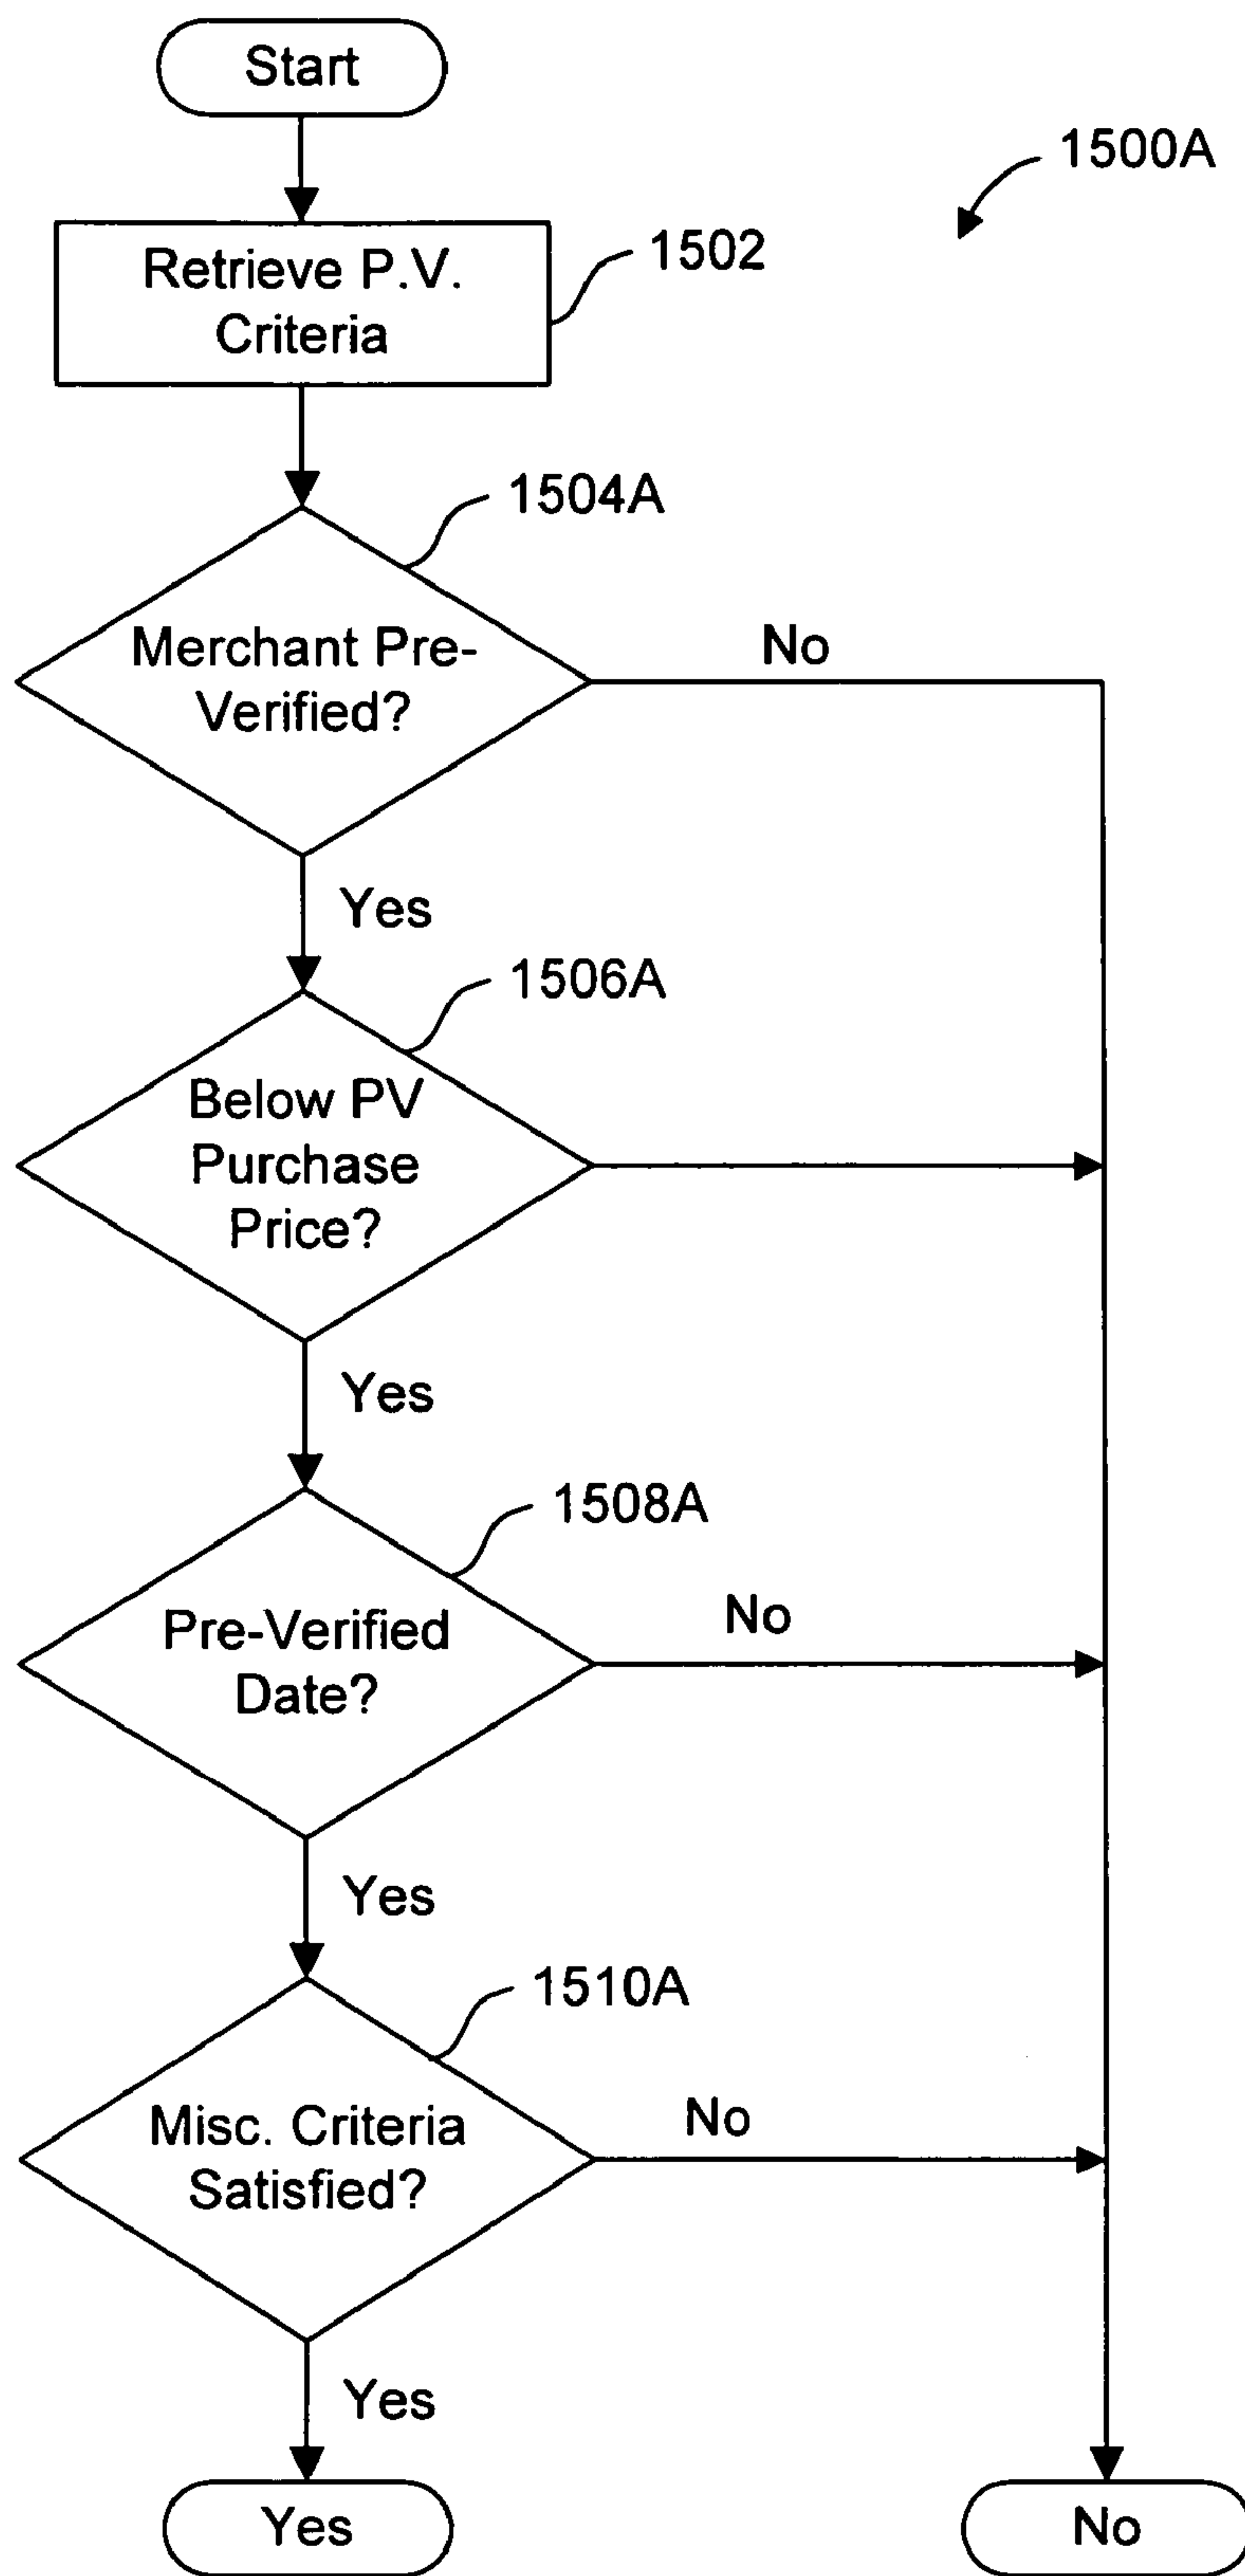 Start
1500A
Retrieve P.V.
Criteria
1502
1504A
Merchant Pre-
Verified?
No
Yes
1506A
Below PV
Purchase
Price?
Yes
1508A
Pre-Verified
Date?
No
Yes
1510A
Misc. Criteria
Satisfied?
No
Yes
Yes
No